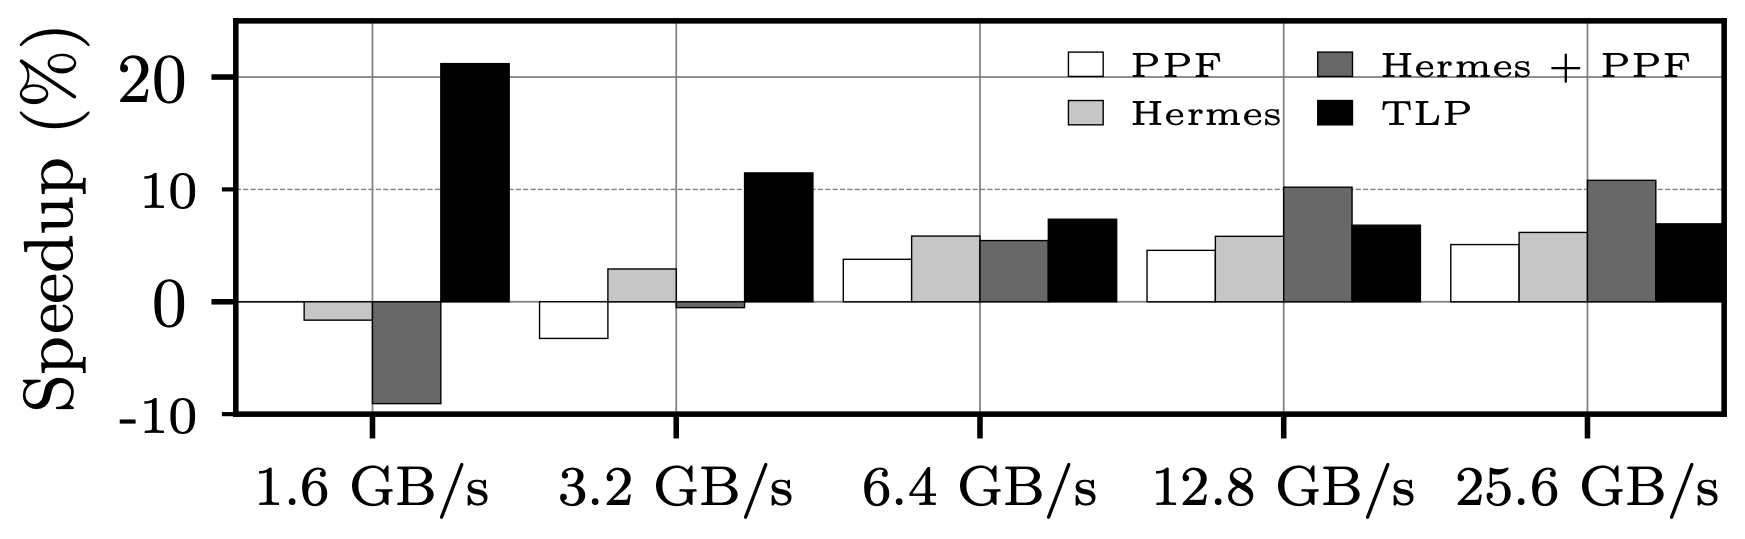 Speedup (%)
20
10
0
-10
PPF
Hermes
Hermes + PPF
TLP
1.6 GB/s
3.2 GB/s
6.4 GB/s
12.8 GB/s
25.6 GB/s